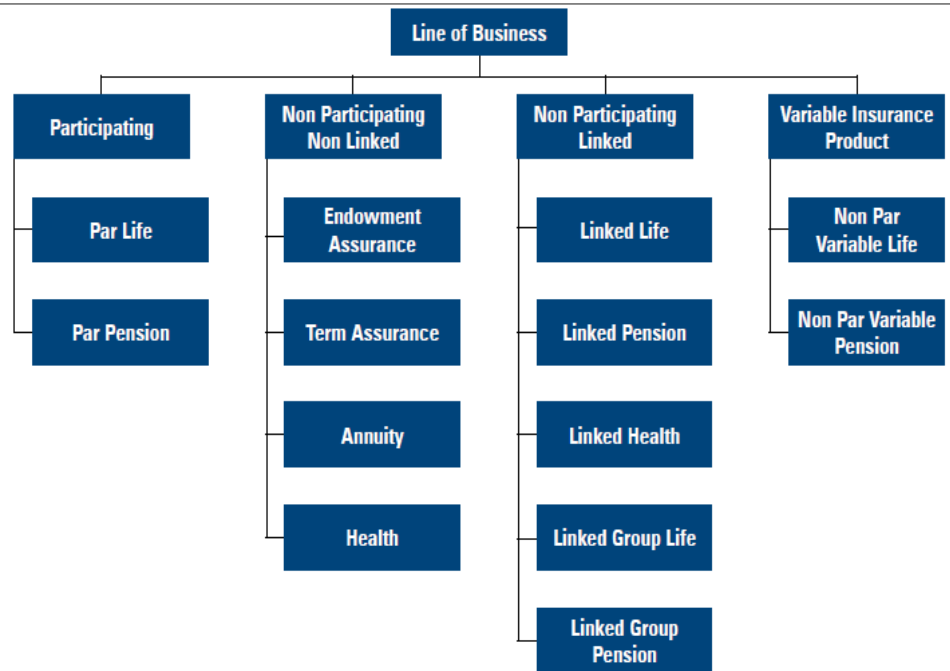 Line of Business
Participating
Par Life
Par Pension
Non Participating
Non Linked
Endowment
Assurance
Term Assurance
Annuity
Health
Non Participating
Linked
Linked Life
Linked Pension
Linked Health
Linked Group Life
Linked Group
Pension
Variable Insurance
Product
Non Par
Variable Life
Non Par Variable
Pension